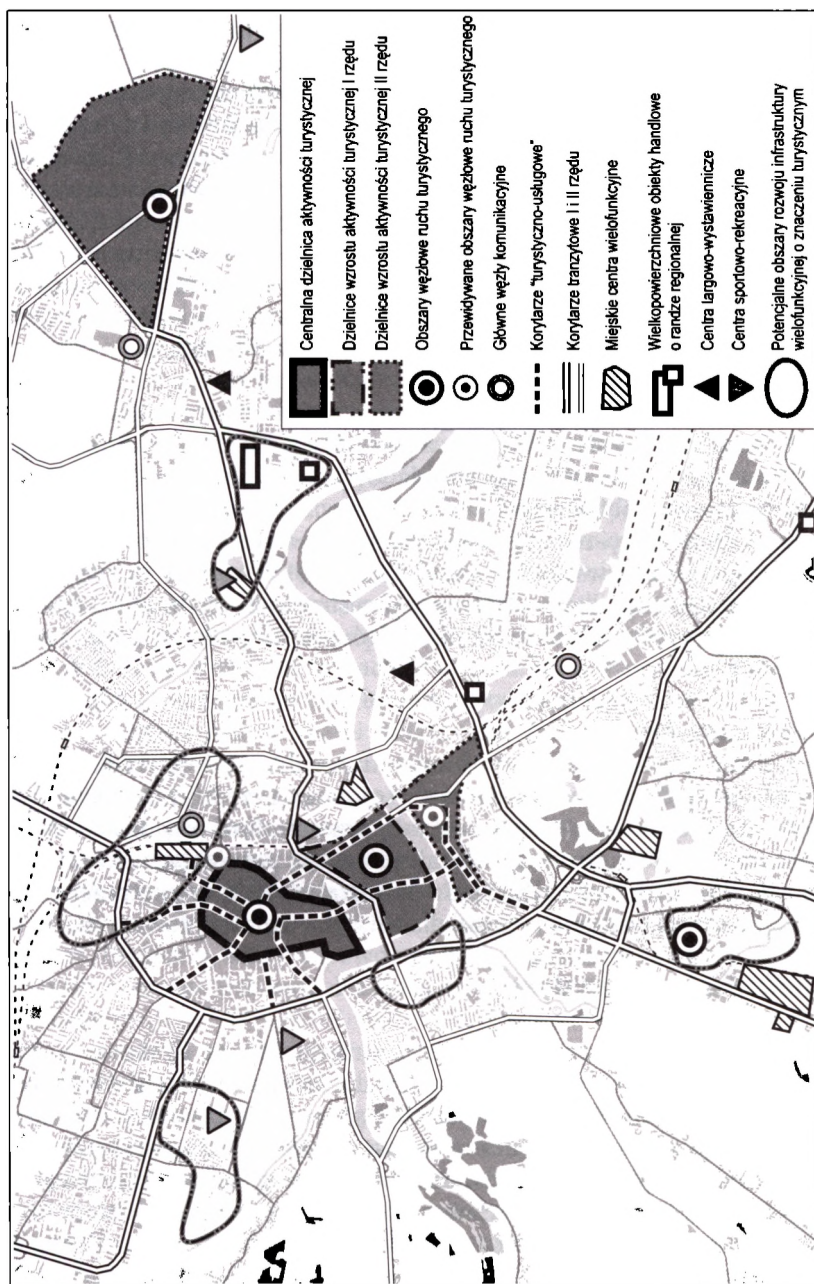 Centralna dzielnica aktywności turystycznej
Dzielnice wzrostu aktywności turystycznej I rzędu
Dzielnice wzrostu aktywności turystycznej II rzędu
Obszary węzłowe ruchu turystycznego
Przewidywane obszary węzłowe ruchu turystycznego
Główne węzły komunikacyjne
Korytarze "turystyczno-usługowe"
Korytarze tranzytowe I i II rzędu
Miejskie centra wielofunkcyjne
Wielkopowierzchniowe obiekty handlowe
o randze regionalnej
Centra targowo-wystawiennicze
Centra sportowo-rekreacyjne
Potencjalne obszary rozwoju infrastruktury
wielofunkcyjnej o znaczeniu turystycznym